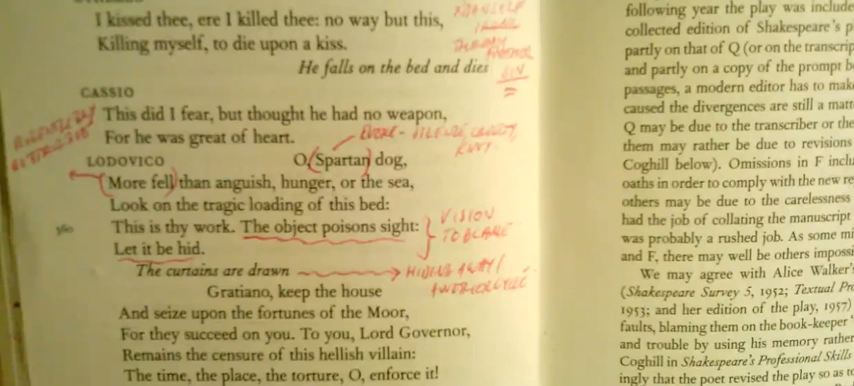 I kissed thee, ere I killed thee: no way but this,
Killing myself, to die upon a kiss.
He falls on the bed and dies
SIN
CASSIO
This did I fear, but thought he had no weapon,
For he was great of heart.
LODOVICO O, Spartan dog,
More fell than anguish, hunger, or the sea,
Look on the tragic loading of this bed:
360 This is thy work. The object poisons sight:
Let it be hid.
VISION
TO BLAME
The curtains are drawn
HIDING AWAY/
Gratiano, keep the house
And seize upon the fortunes of the Moor,
For they succeed on you. To you, Lord Governor,
Remains the censure of this hellish villain:
The time, the place, the torture, O, enforce it!
following year the play was include
collected edition of Shakespeare's p
partly on that of Q (or on the transcrip
and partly on a copy of the prompt b
passages, a modern editor has to mak
caused the divergences are still a matt
Q may be due to the transcriber or the
them may rather be due to revisions
Coghill below). Omissions in F inclu
oaths in order to comply with the new re
others may be due to the carelessness
had the job of collating the manuscript
was probably a rushed job. As some mi
and F, there may well be others impossi
We may agree with Alice Walker's
(Shakespeare Survey 5, 1952; Textual Pro
1953; and her edition of the play, 1957)
faults, blaming them on the book-keeper
and trouble by using his memory rather
Coghill in Shakespeare's Professional Skills
ingly that the poet revised the play so as to